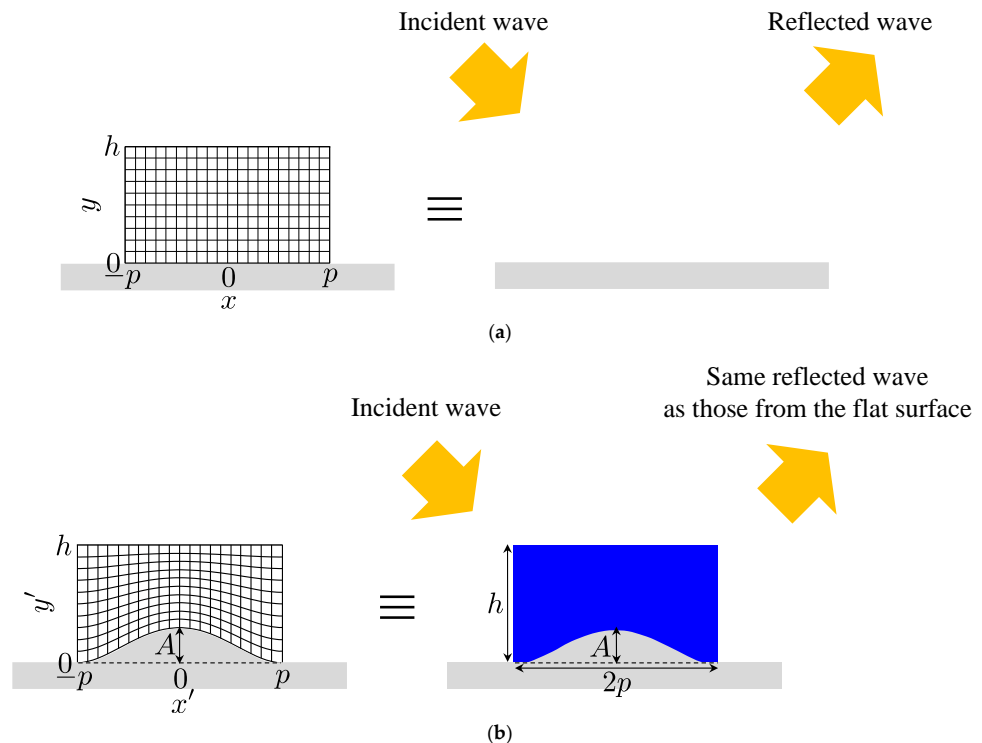 Incident wave
Reflected wave
h
y
0
−p
0
p
x
≡
(a)
Same reflected wave
as those from the flat surface
Incident wave
h
y′
A
0
−p
0
p
x′
≡
h
A
2p
(b)